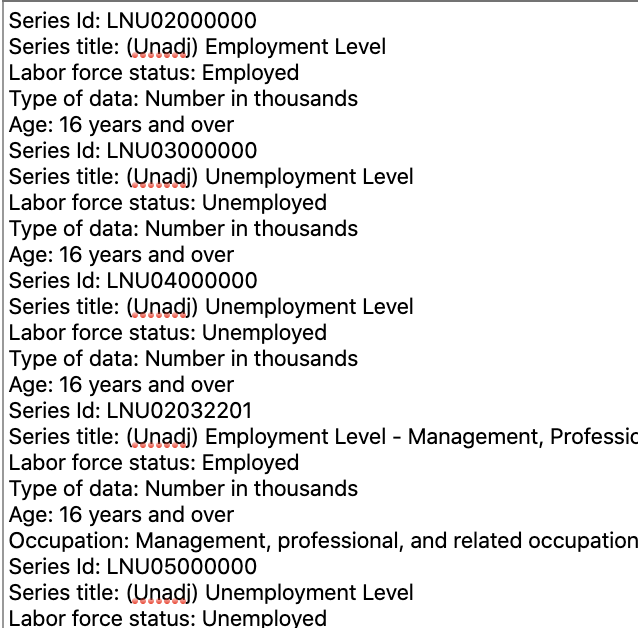 Series Id: LNU02000000
Series title: (Unadj) Employment Level
Labor force status: Employed
Type of data: Number in thousands
Age: 16 years and over
Series Id: LNU03000000
Series title: (Unadj) Unemployment Level
Labor force status: Unemployed
Type of data: Number in thousands
Age: 16 years and over
Series Id: LNU04000000
Series title: (Unadj) Unemployment Level
Labor force status: Unemployed
Type of data: Number in thousands
Age: 16 years and over
Series Id: LNU02032201
Series title: (Unadj) Employment Level - Management, Professic
Labor force status: Employed
Type of data: Number in thousands
Age: 16 years and over
Occupation: Management, professional, and related occupation
Series Id: LNU05000000
Series title: (Unadj) Unemployment Level
Labor force status: Unemployed